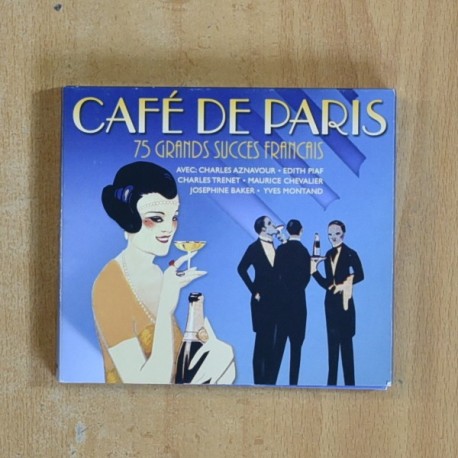 CAFÉ DE PARIS
75 GRANDS SUCCES FRANCAIS
AVEC: CHARLES AZNAVOUR • EDITH PIAF
CHARLES TRENET • MAURICE CHEVALIER
JOSEPHINE BAKER • YVES MONTAND